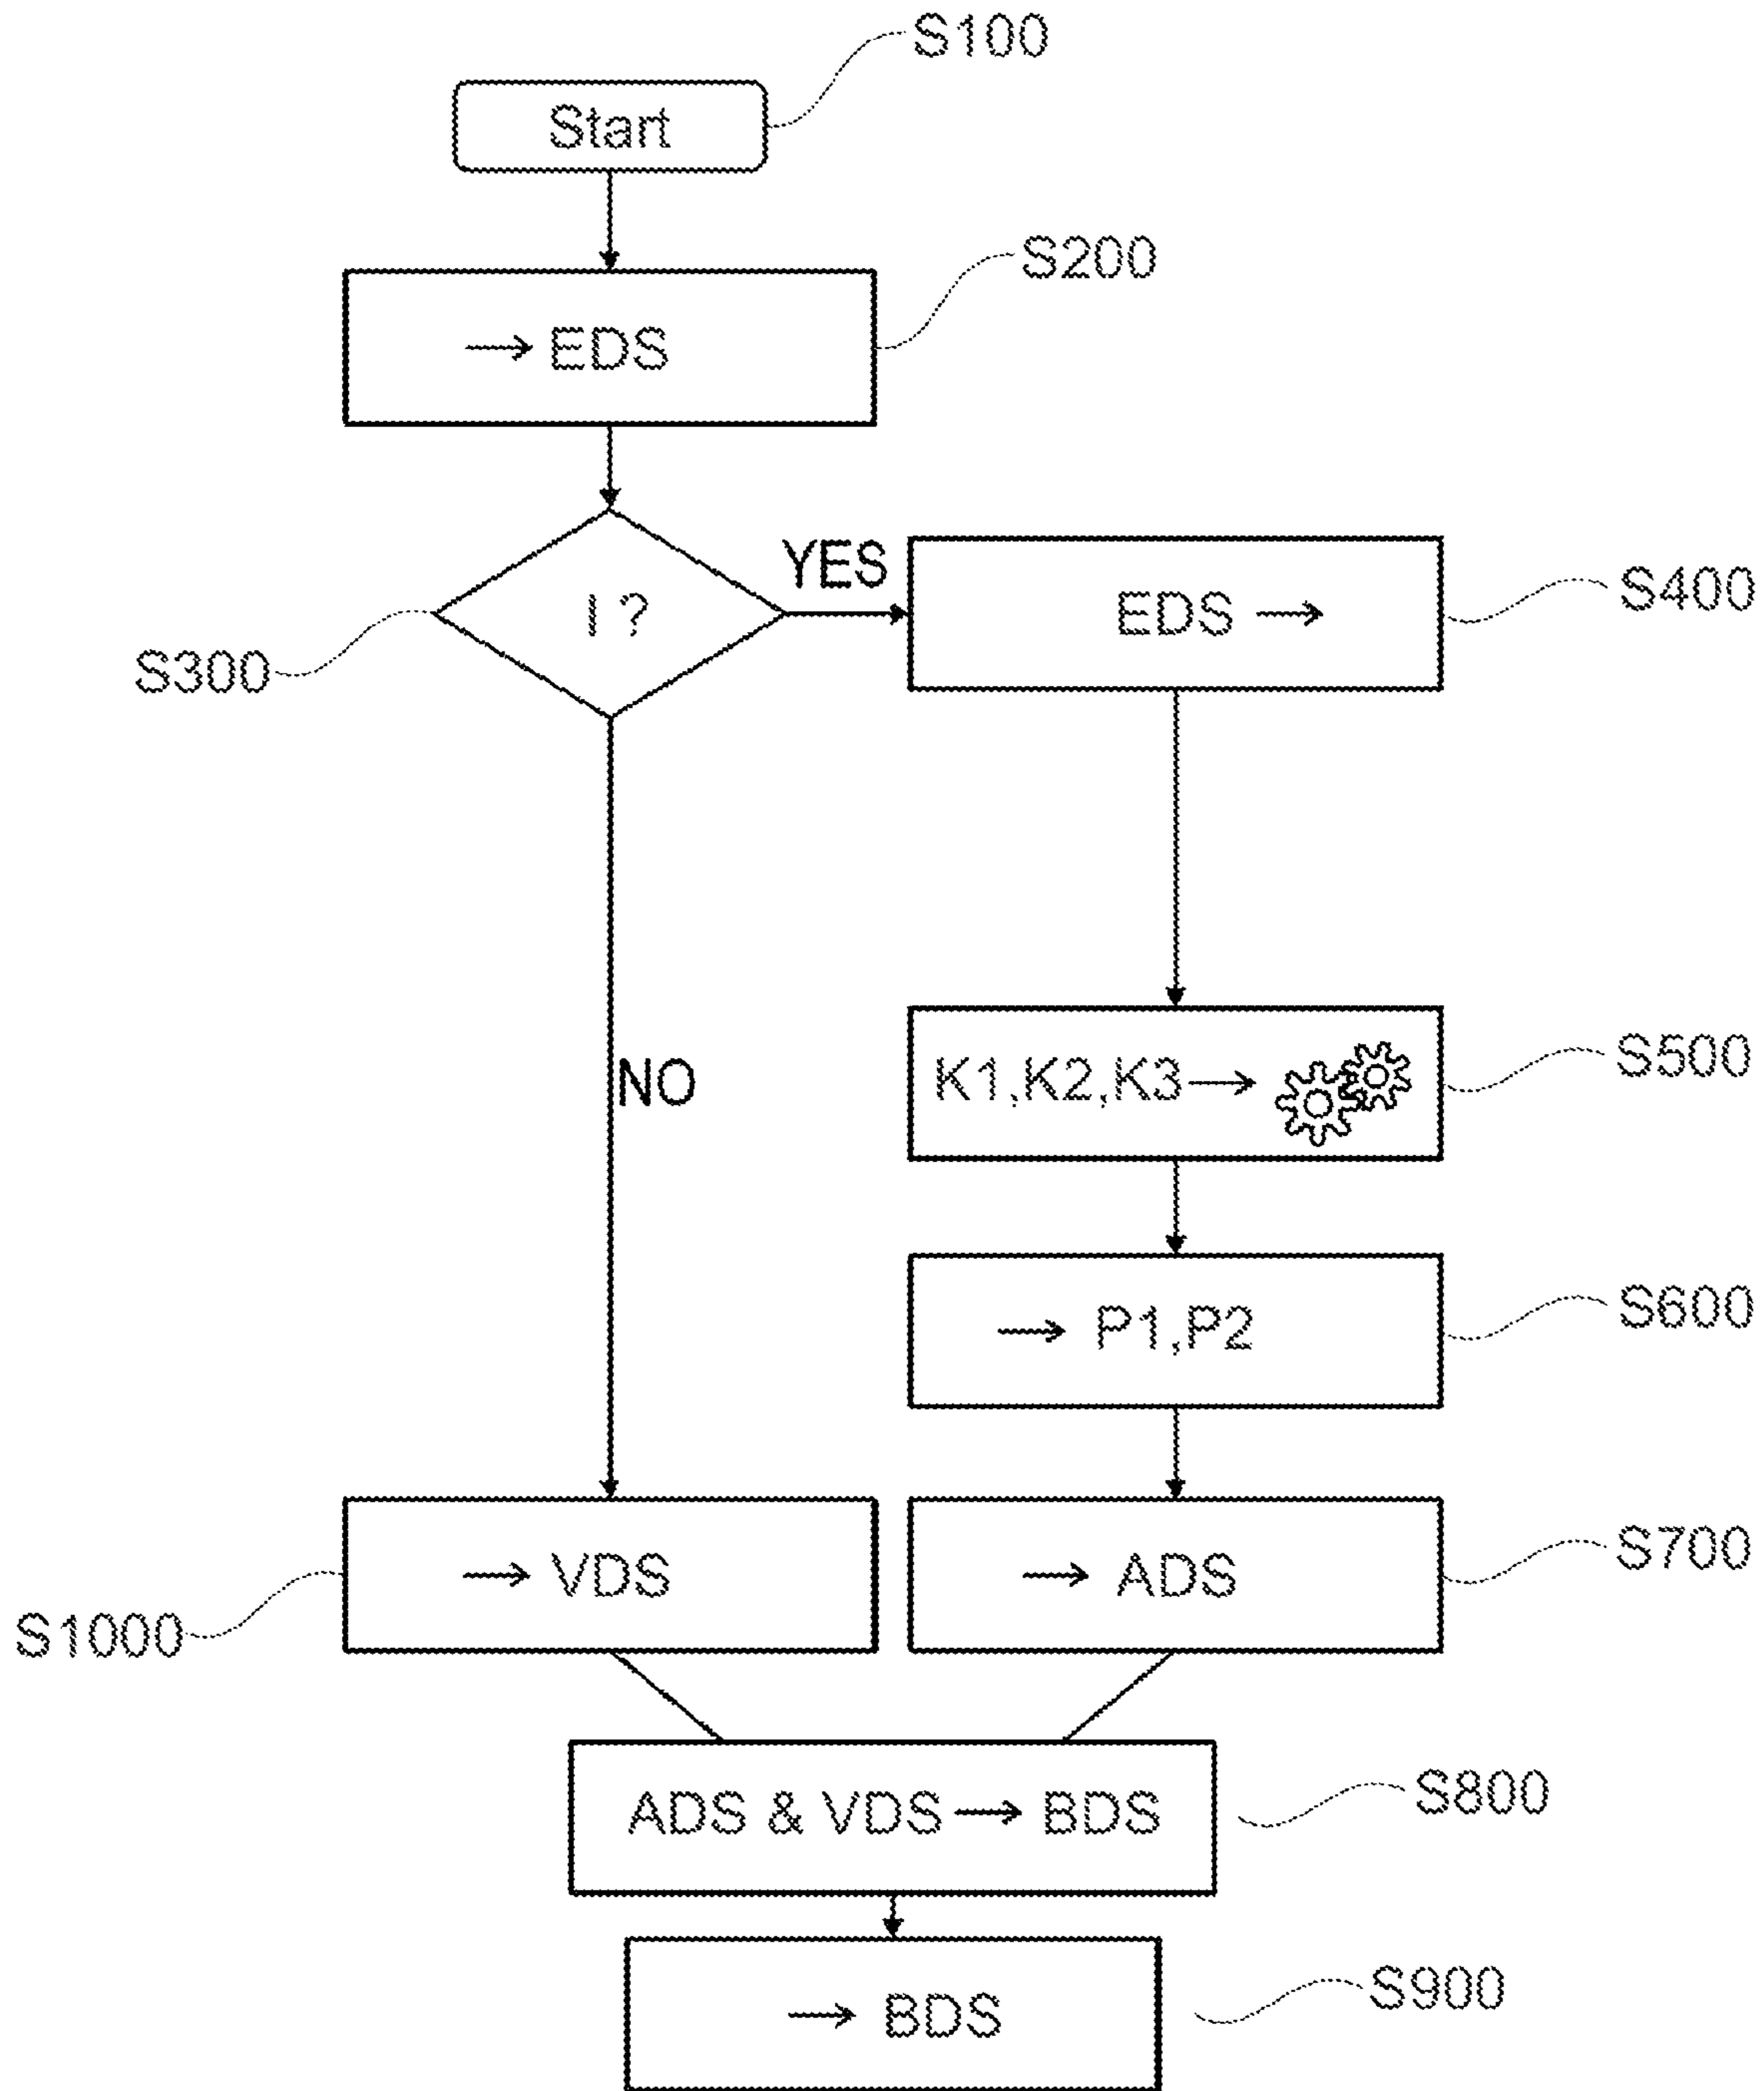 S100
Start
S200
→ EDS
YES
I ?
EDS →
S400
S300
NO
K1,K2,K3 →
S500
→ P1,P2
S600
→ VDS
→ ADS
S700
S1000
ADS & VDS → BDS
S800
→ BDS
S900